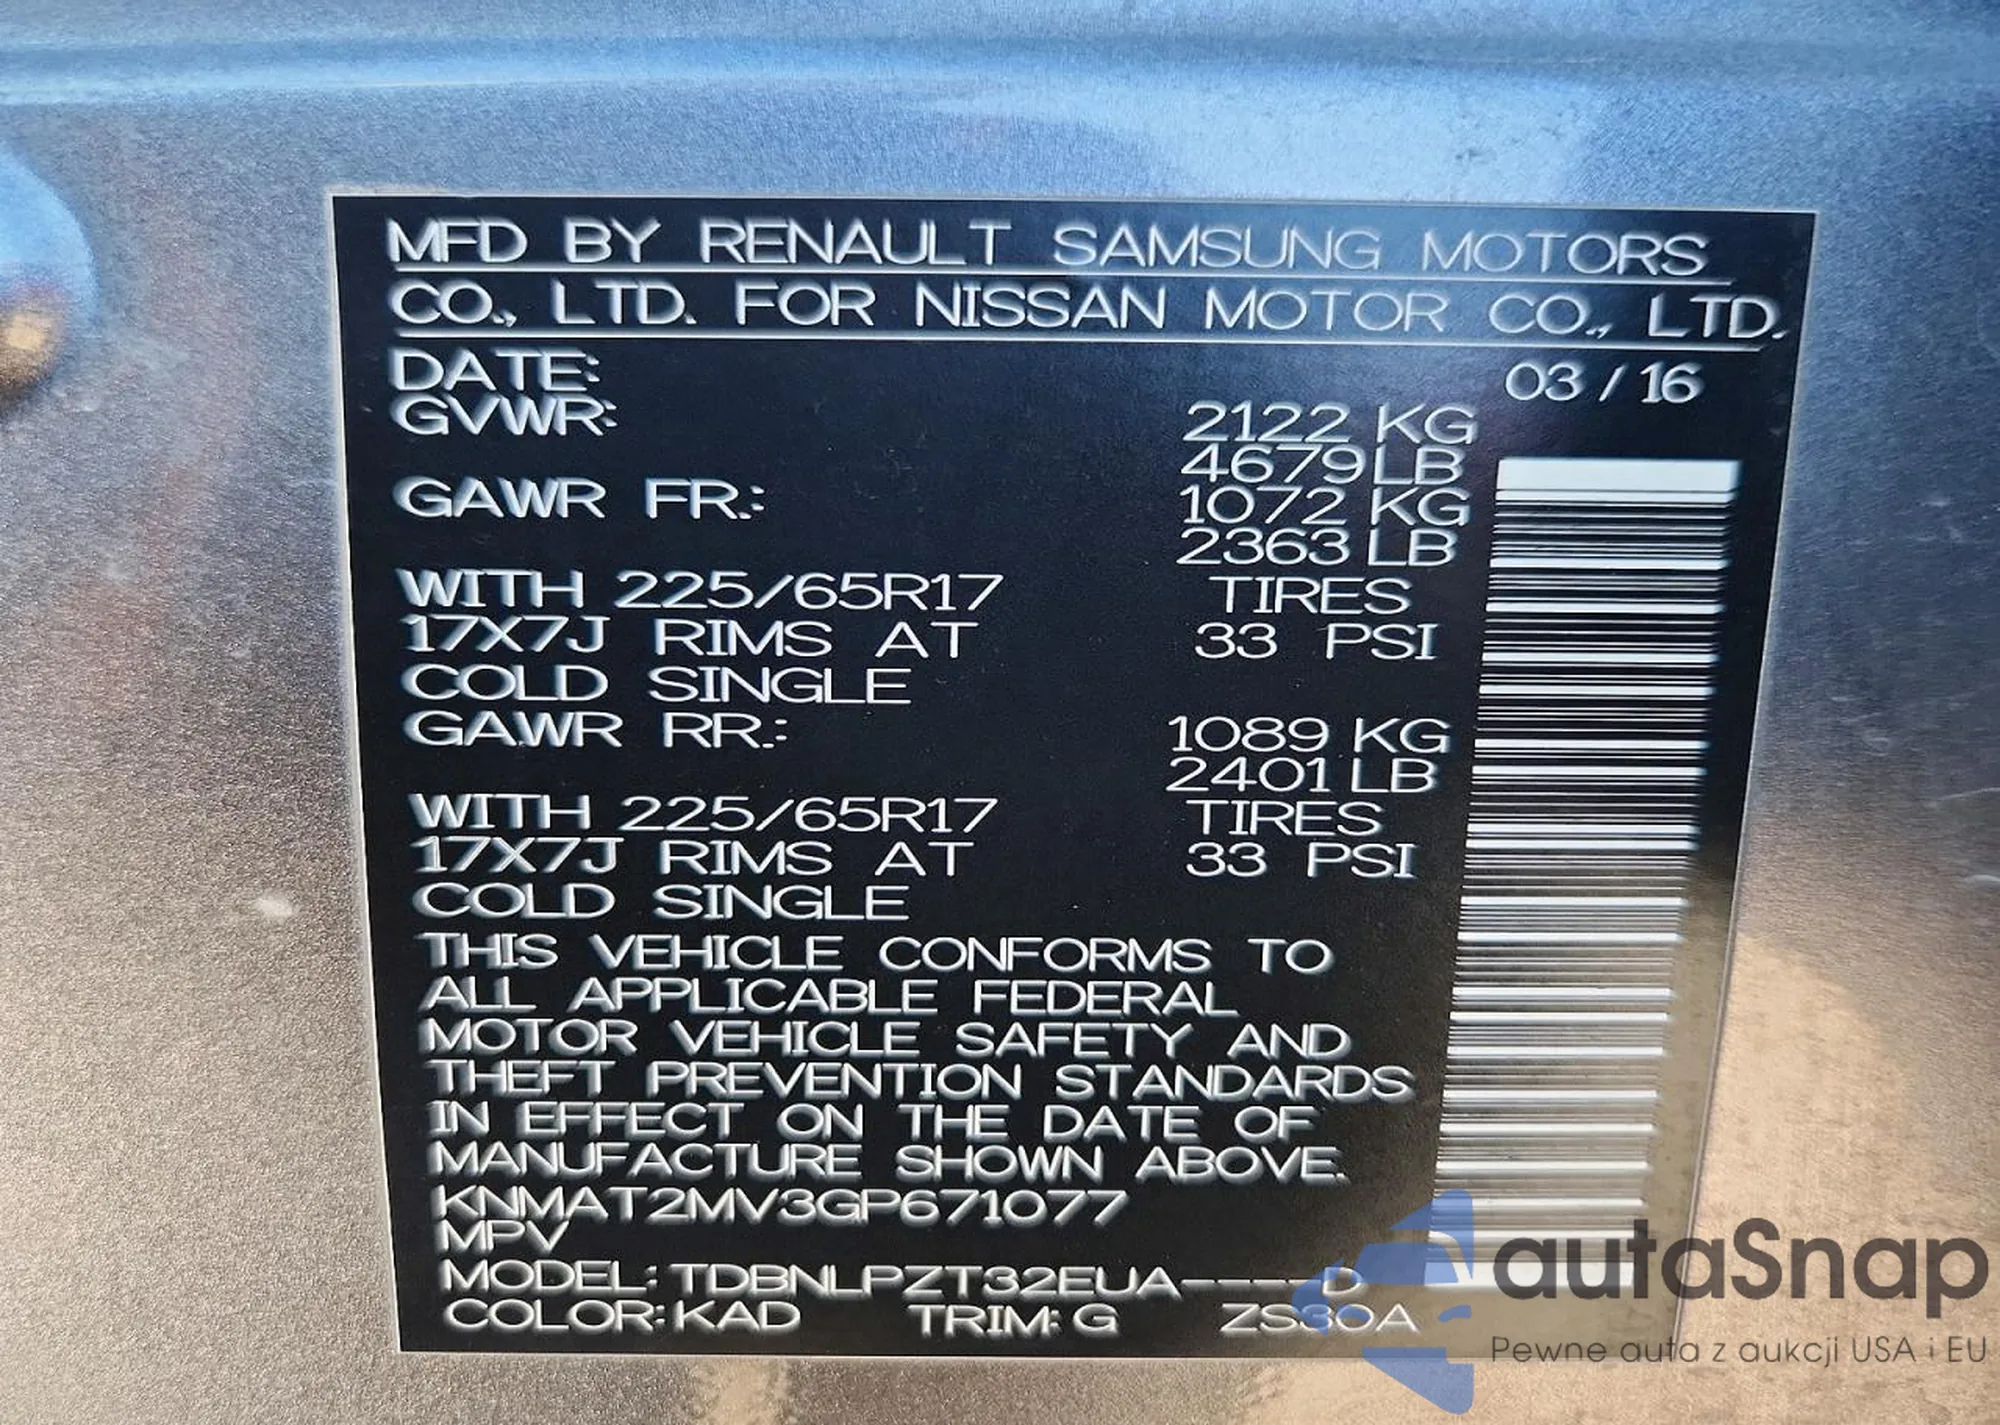 MFD BY RENAULT SAMSUNG MOTORS
CO., LTD. FOR NISSAN MOTOR CO., LTD.
DATE: 03 / 16
GVWR: 2122 KG
4679 LB
GAWR FR.: 1072 KG
2363 LB
WITH 225/65R17 TIRES
17X7J RIMS AT 33 PSI
COLD SINGLE
GAWR RR.: 1089 KG
2401 LB
WITH 225/65R17 TIRES
17X7J RIMS AT 33 PSI
COLD SINGLE
THIS VEHICLE CONFORMS TO
ALL APPLICABLE FEDERAL
MOTOR VEHICLE SAFETY AND
THEFT PREVENTION STANDARDS
IN EFFECT ON THE DATE OF
MANUFACTURE SHOWN ABOVE.
KNMAT2MV3GP671077
MPV
MODEL: TDBNLPZT32EUA----D
COLOR: KAD TRIM: G ZS30A
autaSnap
Pewne auta z aukcji USA i EU